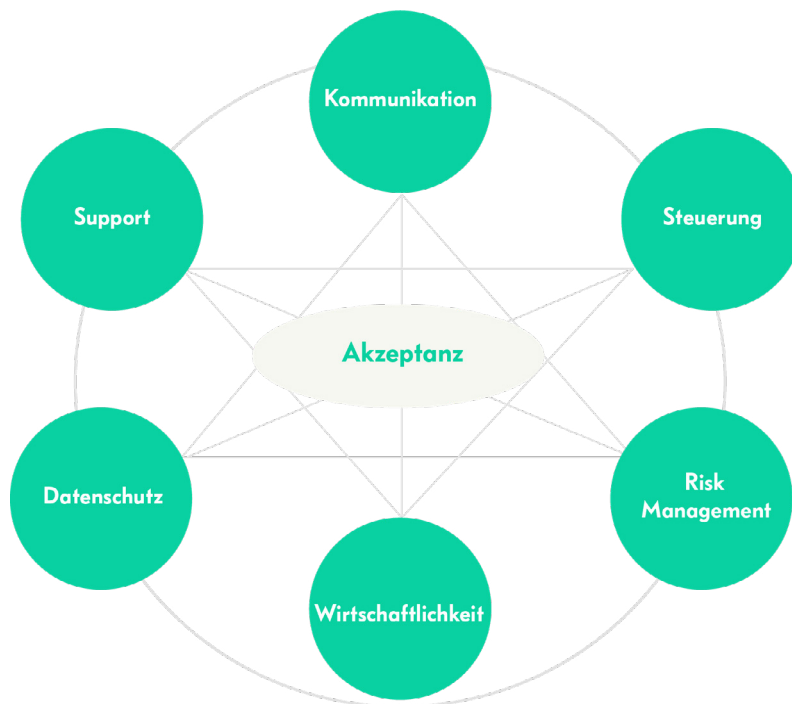 Kommunikation
Support
Steuerung
Akzeptanz
Datenschutz
Risk
Management
Wirtschaftlichkeit